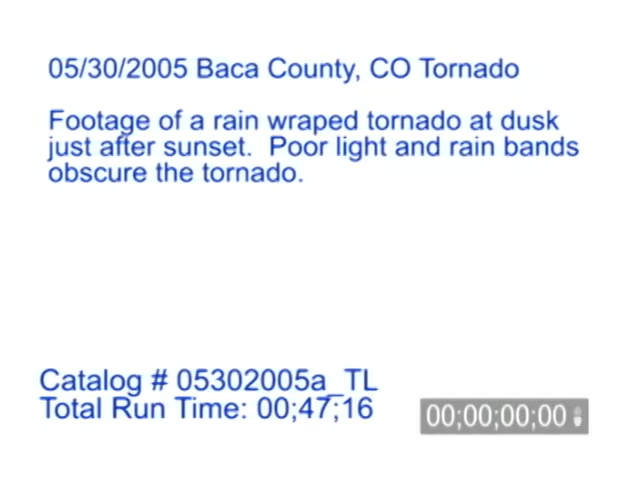 05/30/2005 Baca County, CO Tornado
Footage of a rain wraped tornado at dusk
just after sunset.  Poor light and rain bands
obscure the tornado.
Catalog # 05302005a_TL
Total Run Time: 00;47;16
00;00;00;00